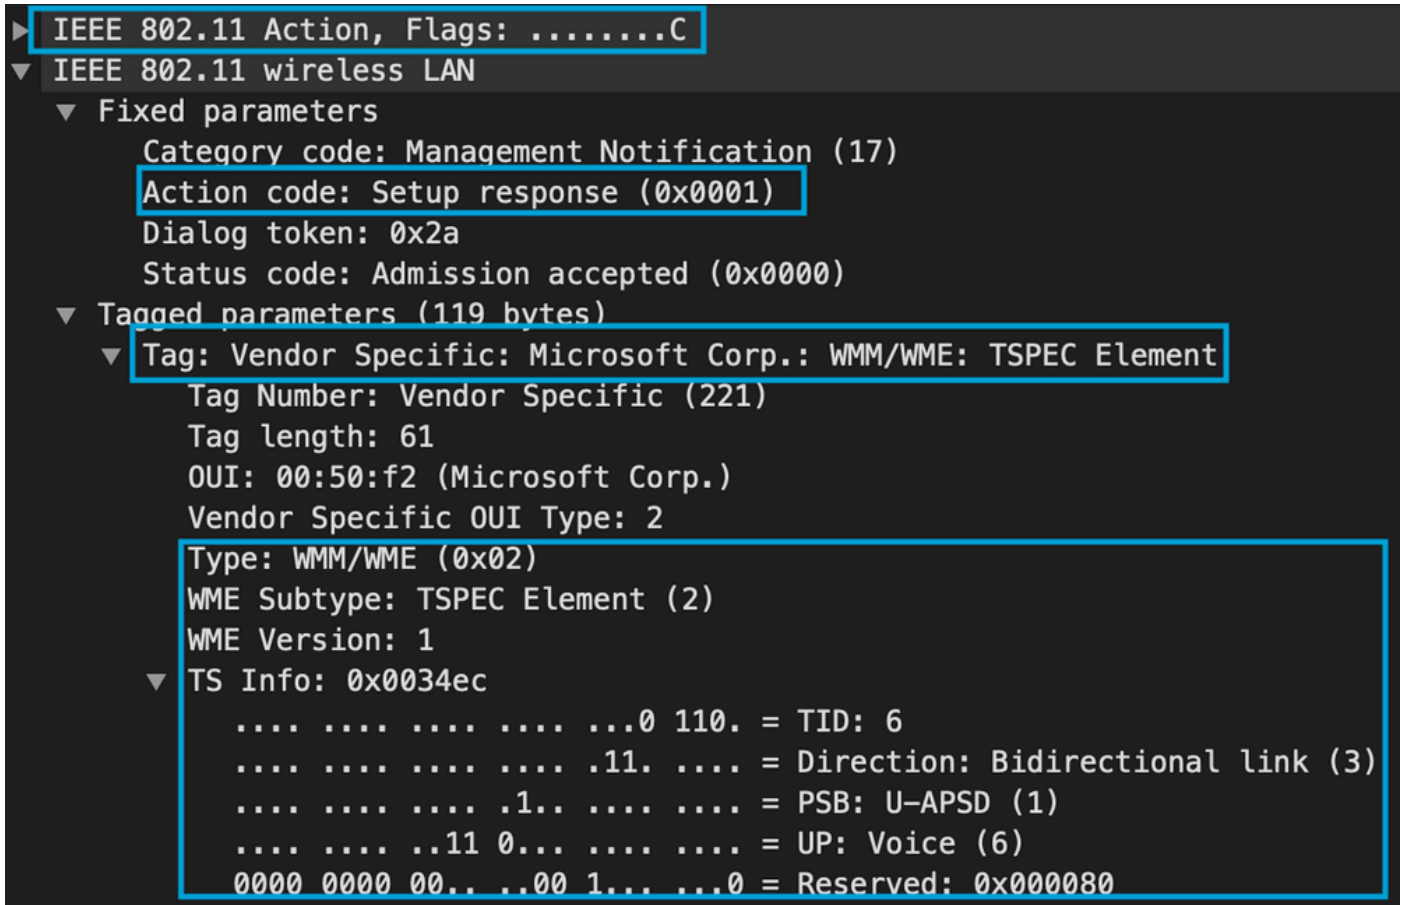 IEEE 802.11 Action, Flags: ........C
IEEE 802.11 wireless LAN
Fixed parameters
Category code: Management Notification (17)
Action code: Setup response (0x0001)
Dialog token: 0x2a
Status code: Admission accepted (0x0000)
Tagged parameters (119 bytes)
Tag: Vendor Specific: Microsoft Corp.: WMM/WME: TSPEC Element
Tag Number: Vendor Specific (221)
Tag length: 61
OUI: 00:50:f2 (Microsoft Corp.)
Vendor Specific OUI Type: 2
Type: WMM/WME (0x02)
WME Subtype: TSPEC Element (2)
WME Version: 1
TS Info: 0x0034ec
.... .... .... .... ...0 110. = TID: 6
.... .... .... .... .11. .... = Direction: Bidirectional link (3)
.... .... .... .1.. .... .... = PSB: U-APSD (1)
.... .... ..11 0... .... .... = UP: Voice (6)
0000 0000 00.. ..00 1... ...0 = Reserved: 0x000080